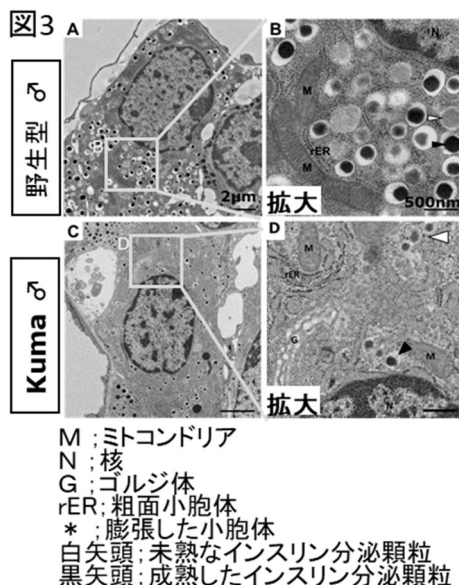 図3
野生型 ♂
A
B
2μm
B
N
M
rER
拡大
500nm
Kuma ♂
C
D
D
M
rER
G
M
N
拡大
M;ミトコンドリア
N;核
G;ゴルジ体
rER;粗面小胞体
*;膨張した小胞体
白矢頭;未熟なインスリン分泌顆粒
黒矢頭;成熟したインスリン分泌顆粒